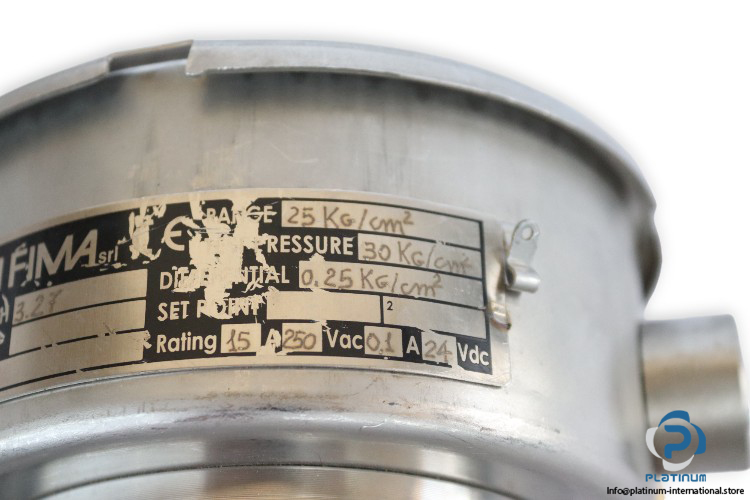 FIMA srl
CE RANGE 25 KG/cm²
PRESSURE 30 KG/cm²
DIFFERENTIAL 0.25 KG/cm²
3.27
SET POINT 2
Rating 15 A 250 Vac 0.1 A 24 Vdc
PLATINUM
Info@platinum-international.store